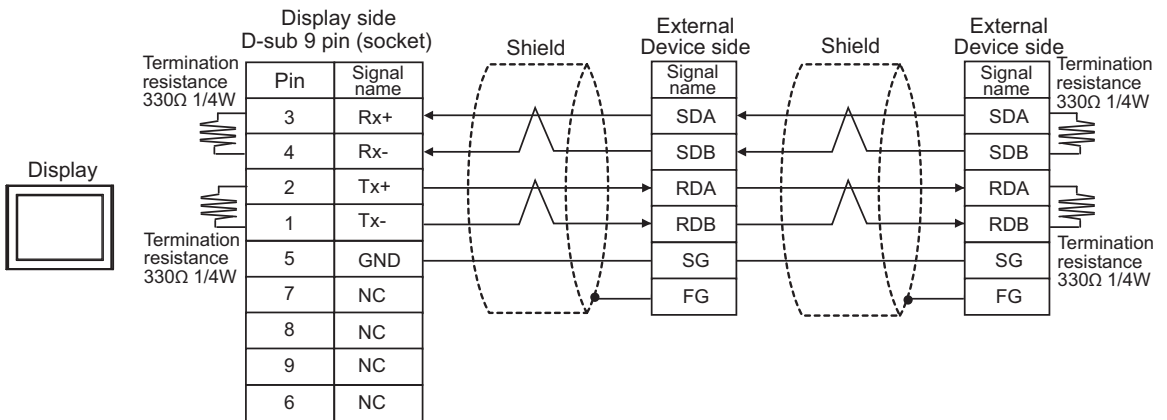 Display side
D-sub 9 pin (socket)
Shield
External
Device side
Shield
External
Device side
Termination
resistance
330Ω 1/4W
Pin
Signal
name
Signal
name
Signal
name
Termination
resistance
330Ω 1/4W
3
Rx+
SDA
SDA
4
Rx-
SDB
SDB
Display
2
Tx+
RDA
RDA
1
Tx-
RDB
RDB
Termination
resistance
330Ω 1/4W
5
GND
SG
SG
Termination
resistance
330Ω 1/4W
7
NC
FG
FG
8
NC
9
NC
6
NC